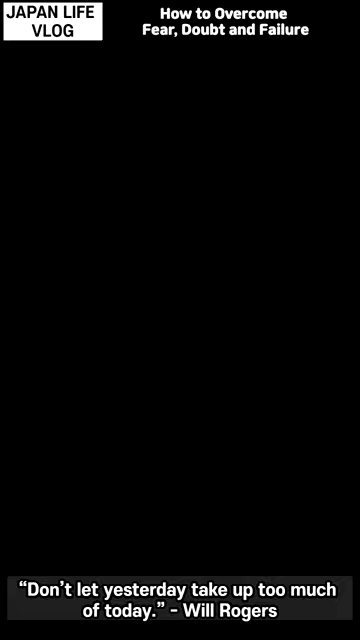 JAPAN LIFE
VLOG
How to Overcome
Fear, Doubt and Failure
“Don’t let yesterday take up too much
of today.” - Will Rogers